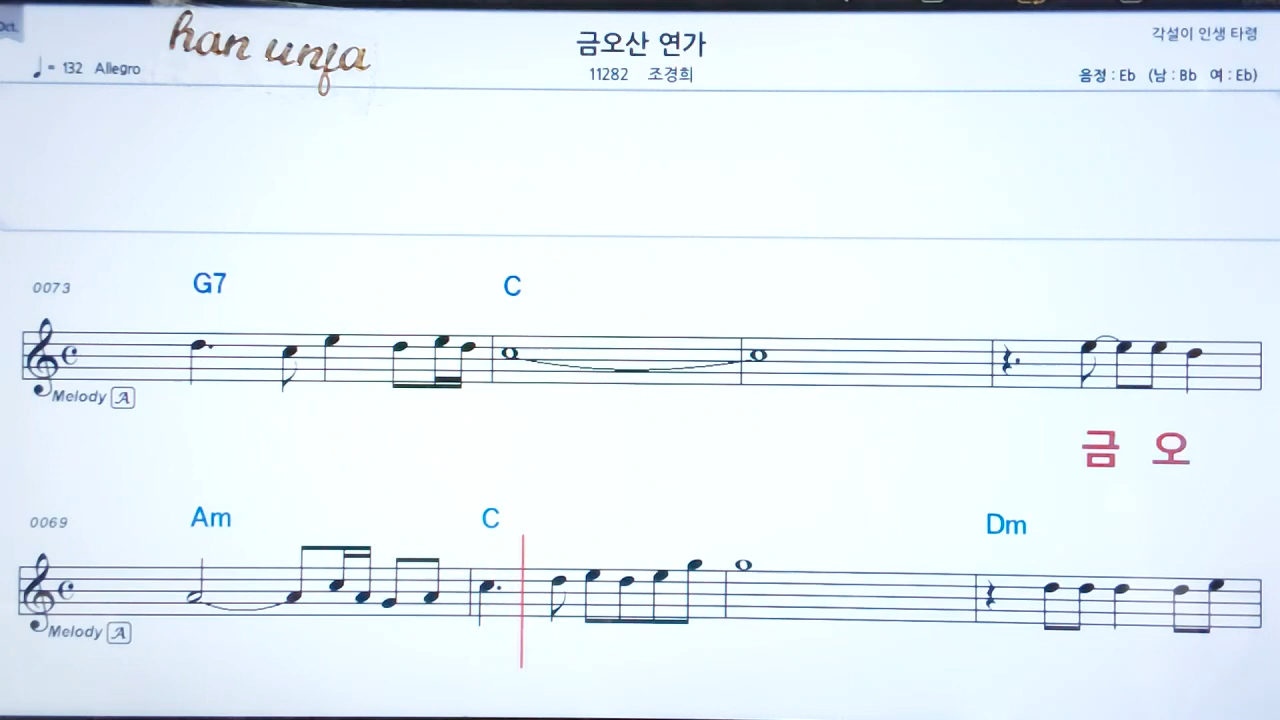 Oct.
han unfa
금오산 연가
각설이 인생 타령
♩= 132 Allegro
11282 조경희
음정 : Eb (남 : Bb 여 : Eb)
0073 G7 C
Melody A
금 오
0069 Am C Dm
Melody A